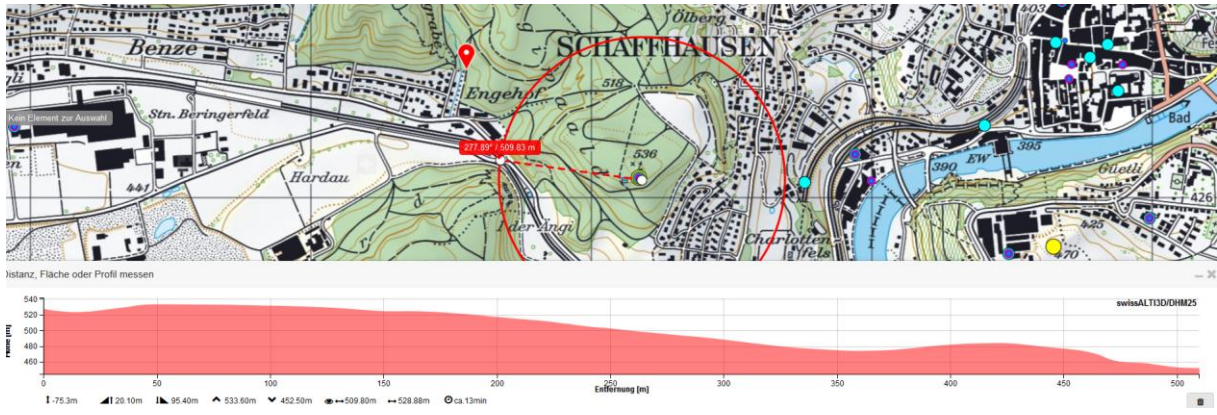 403
Ölberg
SCHAFFHAUSEN
Benze
518
Engehof
Stn. Beringerfeld
Kein Element zur Auswahl
Bad
277.89° / 509.83 m
536
395
EW
390
Hardau
441
Güetli
426
I der Ängi
Charlotten-
fels
425
470
Distanz, Fläche oder Profil messen
swissALTI3D/DHM25
540
520
500
480
460
Höhe [m]
0 50 100 150 200 250 300 350 400 450 500
Entfernung [m]
-75.3m 20.10m 95.40m 533.60m 452.50m 509.80m 528.88m ca.13min